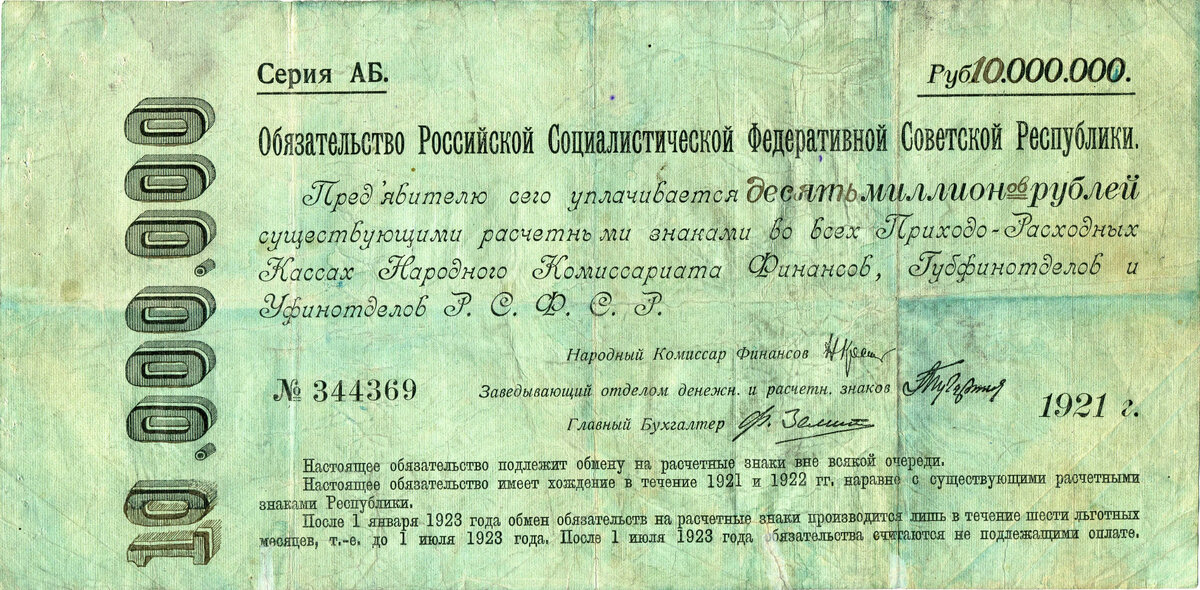 Серия АБ.
Руб10.000.000.
10.000.000
Обязательство Российской Социалистической Федеративной Советской Республики.
Пред'явителю сего уплачивается десять миллионов рублей
существующими расчетнь ми знаками во всех Приходо-Расходных
Кассах Народного Комиссариата Финансов, Губфинотделов и
Уфинотделов Р. С. Ф. С. Р.
Народный Комиссар Финансов
№ 344369
Заведывающий отделом денежн. и расчетн. знаков
Главный Бухгалтер
1921 г.
Настоящее обязательство подлежит обмену на расчетные знаки вне всякой очереди.
Настоящее обязательство имеет хождение в течение 1921 и 1922 гг. наравне с существующими расчетными
знаками Республики.
После 1 января 1923 года обмен обязательств на расчетные знаки производится лишь в течение шести льготных
месяцев, т.-е. до 1 июля 1923 года. После 1 июля 1923 года обязательства считаются не подлежащими оплате.